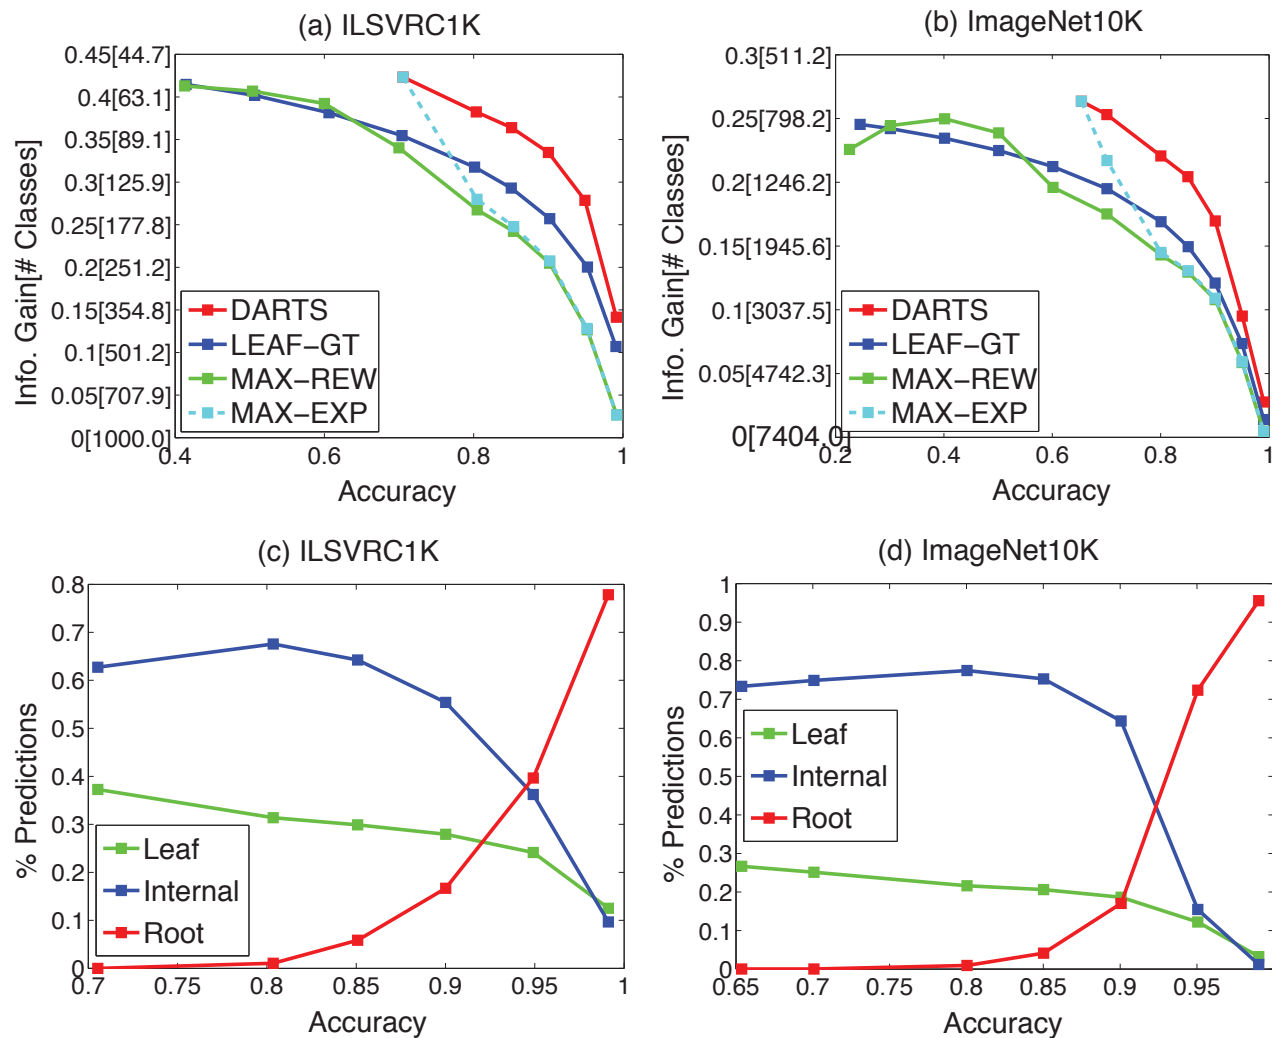 (a) ILSVRC1K
Info. Gain[# Classes]
0.45[44.7]
0.4[63.1]
0.35[89.1]
0.3[125.9]
0.25[177.8]
0.2[251.2]
0.15[354.8]
0.1[501.2]
0.05[707.9]
0[1000.0]
DARTS
LEAF-GT
MAX-REW
MAX-EXP
0.4 0.6 0.8 1
Accuracy
(b) ImageNet10K
Info. Gain[# Classes]
0.3[511.2]
0.25[798.2]
0.2[1246.2]
0.15[1945.6]
0.1[3037.5]
0.05[4742.3]
0[7404.0]
DARTS
LEAF-GT
MAX-REW
MAX-EXP
0.2 0.4 0.6 0.8 1
Accuracy
(c) ILSVRC1K
% Predictions
0.8
0.7
0.6
0.5
0.4
0.3
0.2
0.1
0
Leaf
Internal
Root
0.7 0.75 0.8 0.85 0.9 0.95 1
Accuracy
(d) ImageNet10K
% Predictions
1
0.9
0.8
0.7
0.6
0.5
0.4
0.3
0.2
0.1
0
Leaf
Internal
Root
0.65 0.7 0.75 0.8 0.85 0.9 0.95
Accuracy